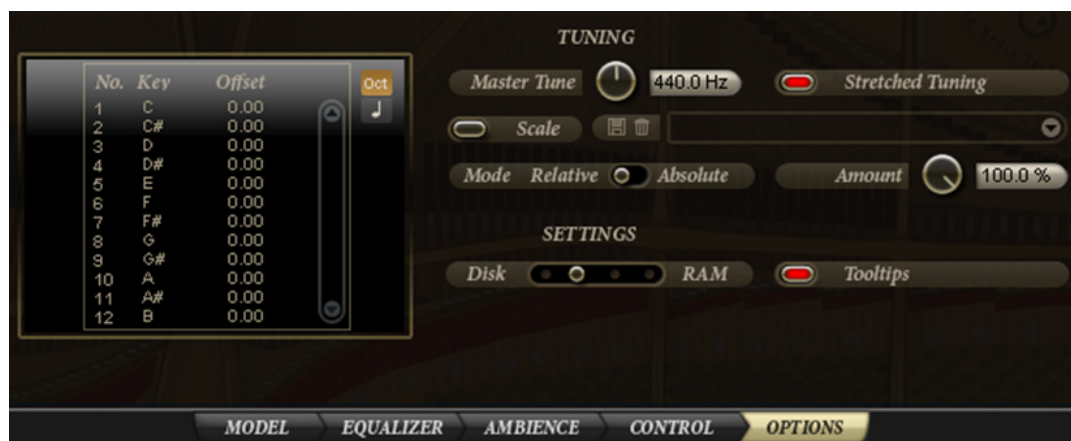 TUNING
No. Key Offset
Oct
1 C 0.00
2 C# 0.00
3 D 0.00
4 D# 0.00
5 E 0.00
6 F 0.00
7 F# 0.00
8 G 0.00
9 G# 0.00
10 A 0.00
11 A# 0.00
12 B 0.00
Master Tune 440.0 Hz Stretched Tuning
Scale
Mode Relative Absolute Amount 100.0 %
SETTINGS
Disk RAM Tooltips
MODEL EQUALIZER AMBIENCE CONTROL OPTIONS